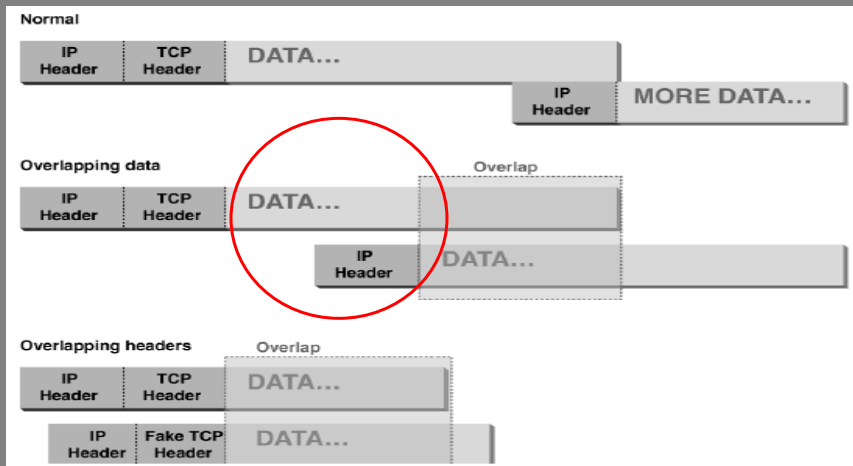 Normal
IP Header TCP Header DATA...
IP Header MORE DATA...
Overlapping data
Overlap
IP Header TCP Header DATA...
IP Header DATA...
Overlapping headers
Overlap
IP Header TCP Header DATA...
IP Header Fake TCP Header DATA...